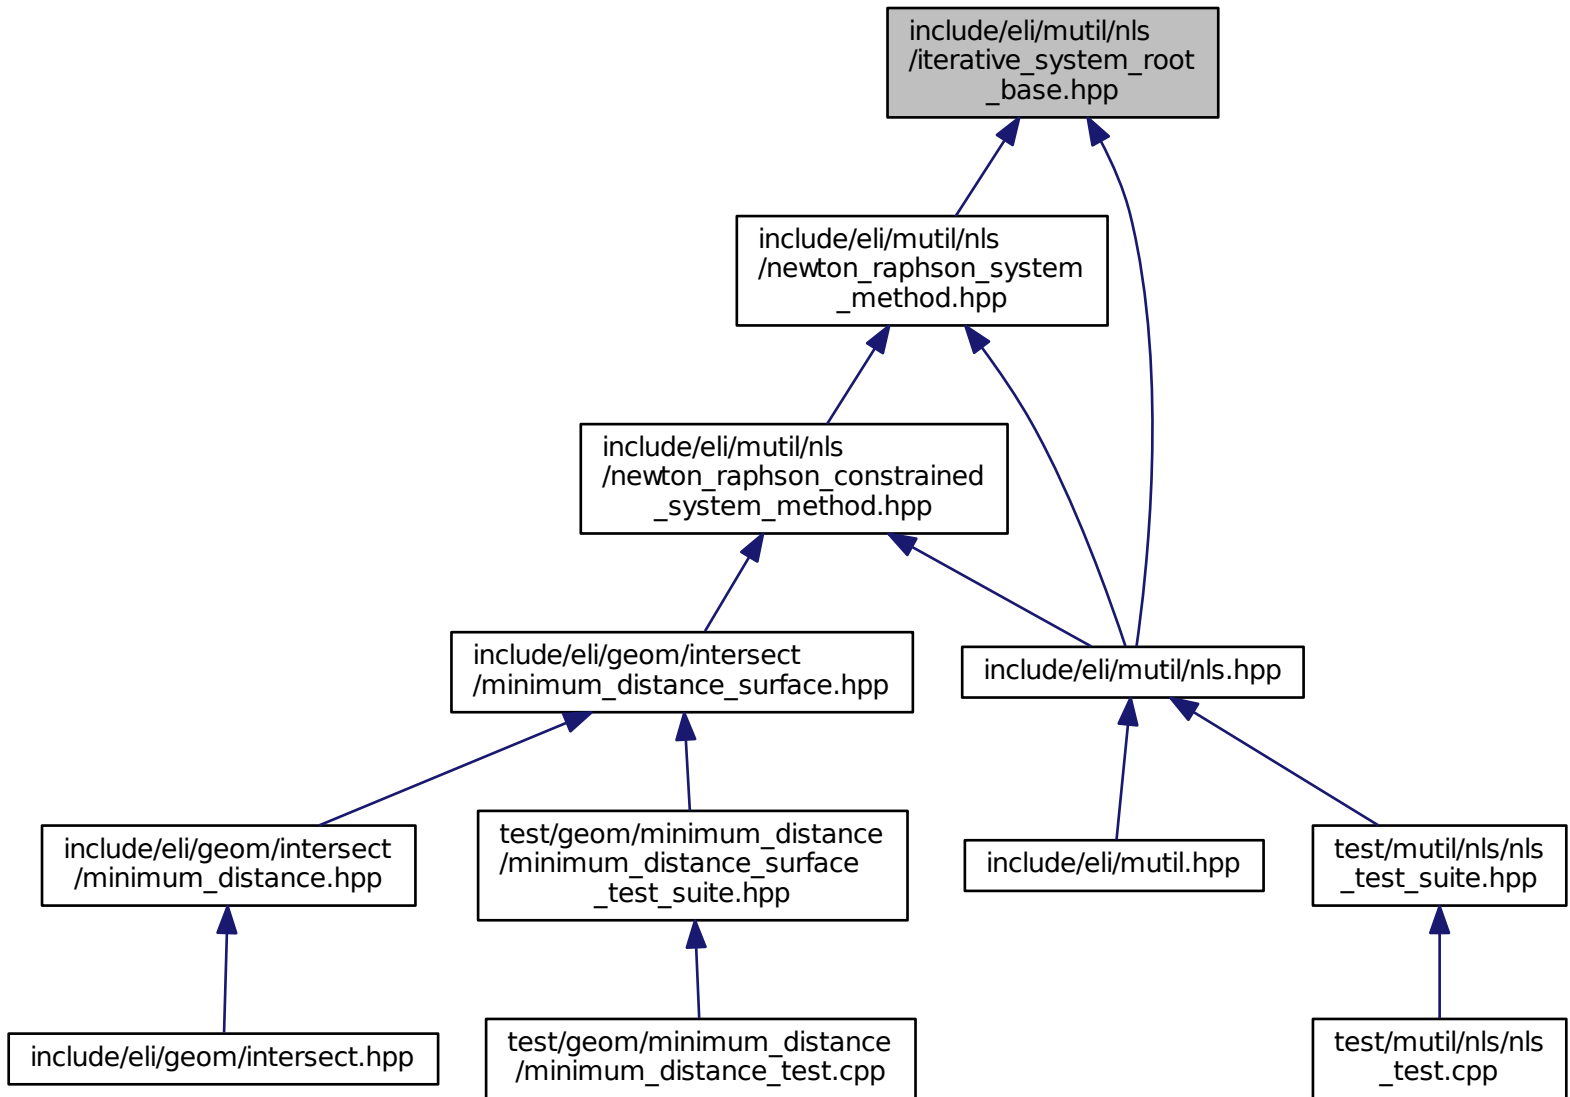 include/eli/mutil/nls
/iterative_system_root
_base.hpp
include/eli/mutil/nls
/newton_raphson_system
_method.hpp
include/eli/mutil/nls
/newton_raphson_constrained
_system_method.hpp
include/eli/geom/intersect
/minimum_distance_surface.hpp
include/eli/mutil/nls.hpp
include/eli/geom/intersect
/minimum_distance.hpp
test/geom/minimum_distance
/minimum_distance_surface
_test_suite.hpp
include/eli/mutil.hpp
test/mutil/nls/nls
_test_suite.hpp
include/eli/geom/intersect.hpp
test/geom/minimum_distance
/minimum_distance_test.cpp
test/mutil/nls/nls
_test.cpp